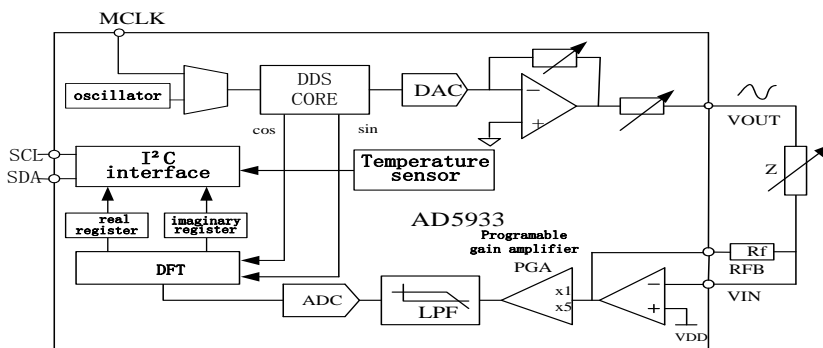 MCLK
oscillator
DDS
CORE
DAC
−
+
cos
sin
VOUT
SCL
SDA
I²C
interface
Temperature
sensor
Z
real
register
imaginary
register
AD5933
Programable
gain amplifier
PGA
DFT
ADC
LPF
x1
x5
−
+
VDD
Rf
RFB
VIN